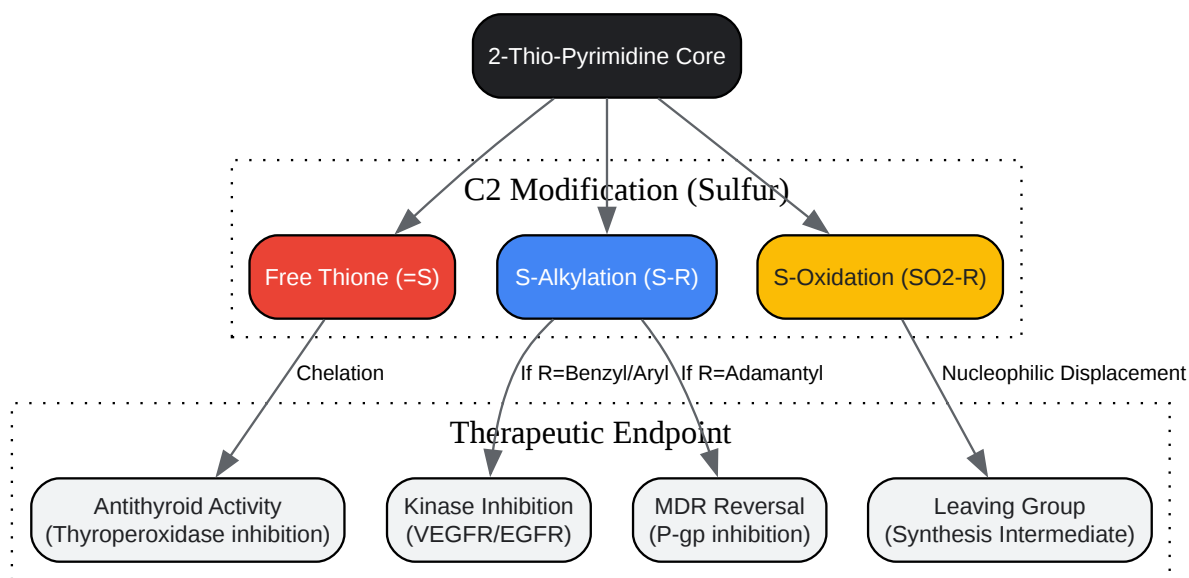 2-Thio-Pyrimidine Core
C2 Modification (Sulfur)
Free Thione (=S)
S-Alkylation (S-R)
S-Oxidation (SO2-R)
Chelation
If R=Benzyl/Aryl
If R=Adamantyl
Nucleophilic Displacement
Therapeutic Endpoint
Antithyroid Activity
(Thyroperoxidase inhibition)
Kinase Inhibition
(VEGFR/EGFR)
MDR Reversal
(P-gp inhibition)
Leaving Group
(Synthesis Intermediate)